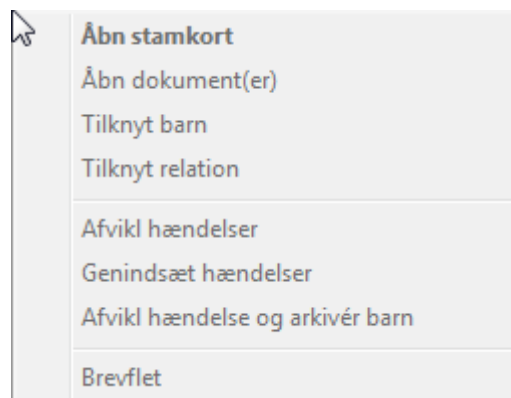 Åbn stamkort
Åbn dokument(er)
Tilknyt barn
Tilknyt relation
Afvikl hændelser
Genindsæt hændelser
Afvikl hændelse og arkivér barn
Brevflet